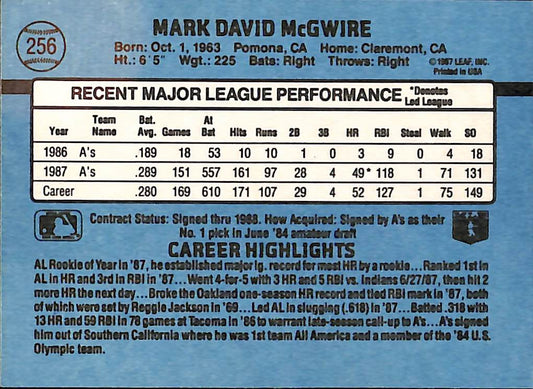 256
MARK DAVID McGWIRE
Born: Oct. 1, 1963 Pomona, CA Home: Claremont, CA
Ht.: 6'5" Wgt.: 225 Bats: Right Throws: Right
©1987 LEAF, INC.
Printed in USA
RECENT MAJOR LEAGUE PERFORMANCE *Denotes Led League
Year Team Name Bat. Avg. Games At Bat Hits Runs 2B 3B HR RBI Steal Walk SO
1986 A's .189 18 53 10 10 1 0 3 9 0 4 18
1987 A's .289 151 557 161 97 28 4 49* 118 1 71 131
Career .280 169 610 171 107 29 4 52 127 1 75 149
Contract Status: Signed thru 1988. How Acquired: Signed by A's as their
No. 1 pick in June '84 amateur draft
CAREER HIGHLIGHTS
AL Rookie of Year in '87, he established major lg. record for most HR by a rookie...Ranked 1st in
AL in HR and 3rd in RBI in '87...Went 4-for-5 with 3 HR and 5 RBI vs. Indians 6/27/87, then hit 2
more HR the next day...Broke the Oakland one-season HR record and tied RBI mark in '87, both
of which were set by Reggie Jackson in '69...Led AL in slugging (.618) in '87...Batted .318 with
13 HR and 59 RBI in 78 games at Tacoma in '86 to warrant late-season call-up to A's...A's signed
him out of Southern California where he was 1st team All America and a member of the '84 U.S.
Olympic team.